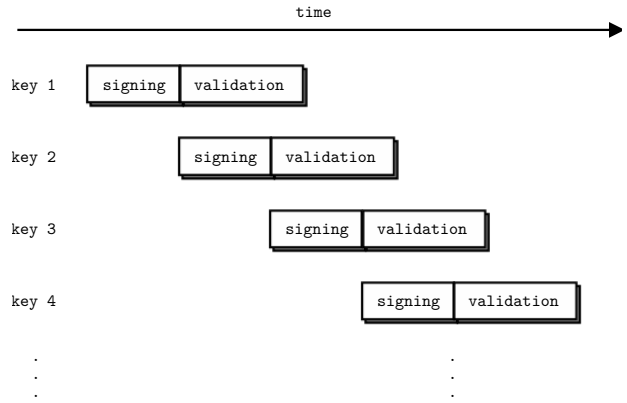 time
key 1 signing validation
key 2 signing validation
key 3 signing validation
key 4 signing validation
. .
. .
. .